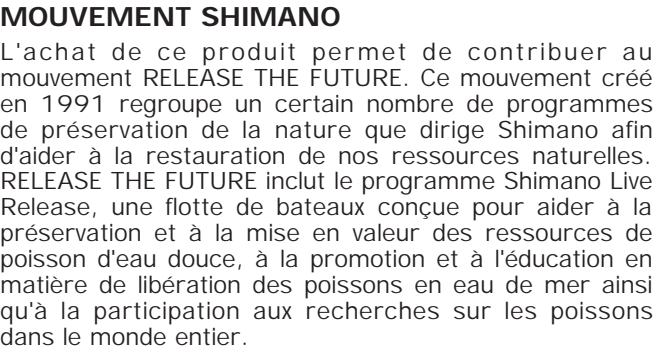 MOUVEMENT SHIMANO
L'achat de ce produit permet de contribuer au
mouvement RELEASE THE FUTURE. Ce mouvement créé
en 1991 regroupe un certain nombre de programmes
de préservation de la nature que dirige Shimano afin
d'aider à la restauration de nos ressources naturelles.
RELEASE THE FUTURE inclut le programme Shimano Live
Release, une flotte de bateaux conçue pour aider à la
préservation et à la mise en valeur des ressources de
poisson d'eau douce, à la promotion et à l'éducation en
matière de libération des poissons en eau de mer ainsi
qu'à la participation aux recherches sur les poissons
dans le monde entier.